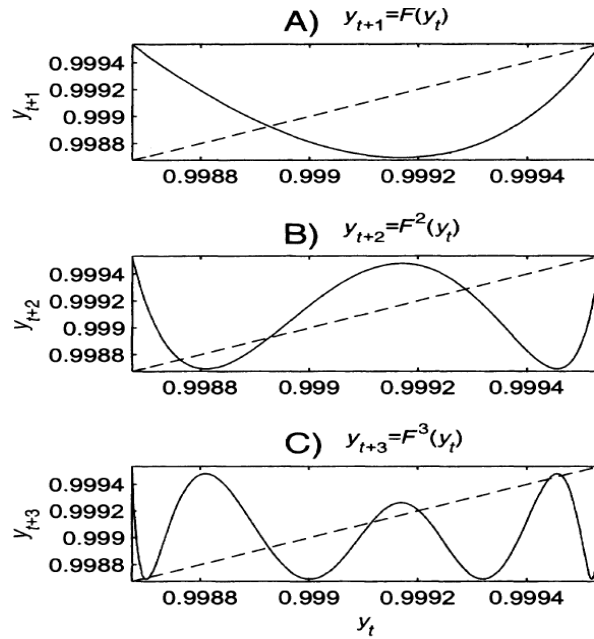 A) y_{t+1}=F(y_t)
y_{t+1}
0.9994
0.9992
0.999
0.9988
0.9988 0.999 0.9992 0.9994
B) y_{t+2}=F^2(y_t)
y_{t+2}
0.9994
0.9992
0.999
0.9988
0.9988 0.999 0.9992 0.9994
C) y_{t+3}=F^3(y_t)
y_{t+3}
0.9994
0.9992
0.999
0.9988
0.9988 0.999 0.9992 0.9994
y_t